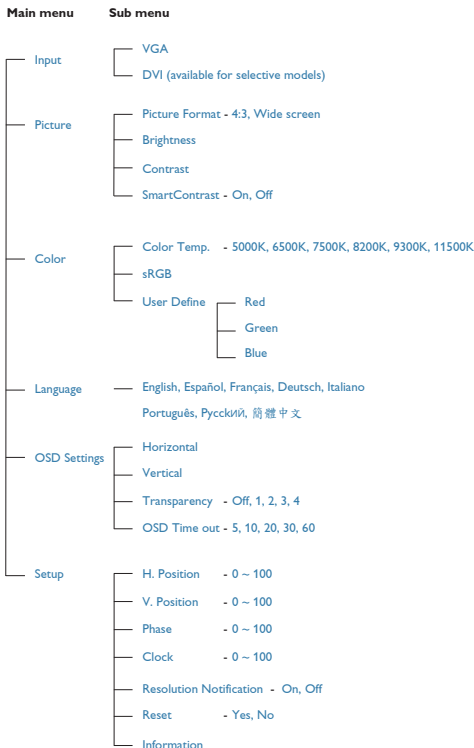 Main menu Sub menu
Input
VGA
DVI (available for selective models)
Picture
Picture Format - 4:3, Wide screen
Brightness
Contrast
SmartContrast - On, Off
Color
Color Temp. - 5000K, 6500K, 7500K, 8200K, 9300K, 11500K
sRGB
User Define
Red
Green
Blue
Language
English, Español, Français, Deutsch, Italiano
Português, Русский, 簡體中文
OSD Settings
Horizontal
Vertical
Transparency - Off, 1, 2, 3, 4
OSD Time out - 5, 10, 20, 30, 60
Setup
H. Position - 0 ~ 100
V. Position - 0 ~ 100
Phase - 0 ~ 100
Clock - 0 ~ 100
Resolution Notification - On, Off
Reset - Yes, No
Information